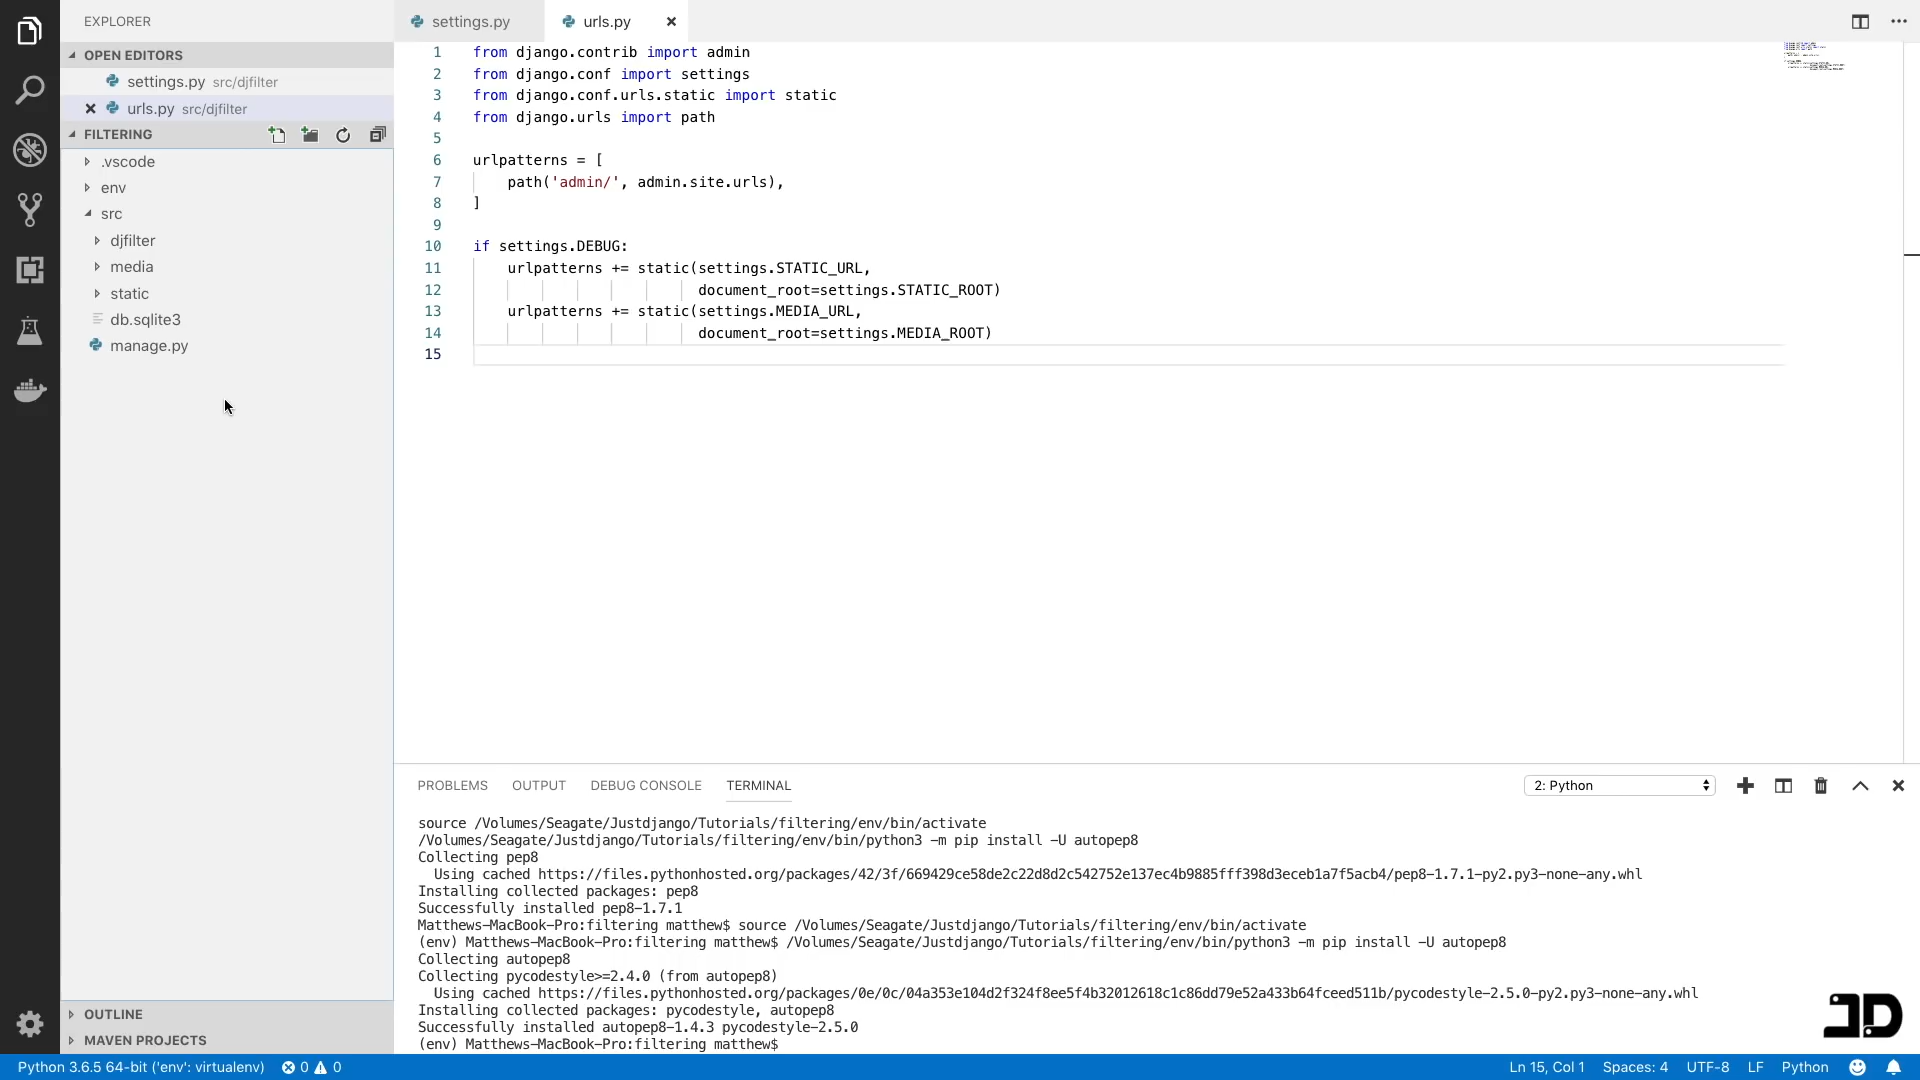 EXPLORER
OPEN EDITORS
settings.py src/djfilter
urls.py src/djfilter
FILTERING
.vscode
env
src
djfilter
media
static
db.sqlite3
manage.py
OUTLINE
MAVEN PROJECTS
settings.py
urls.py
1 from django.contrib import admin
2 from django.conf import settings
3 from django.conf.urls.static import static
4 from django.urls import path
5
6 urlpatterns = [
7     path('admin/', admin.site.urls),
8 ]
9
10 if settings.DEBUG:
11     urlpatterns += static(settings.STATIC_URL,
12                           document_root=settings.STATIC_ROOT)
13     urlpatterns += static(settings.MEDIA_URL,
14                           document_root=settings.MEDIA_ROOT)
15
PROBLEMS OUTPUT DEBUG CONSOLE TERMINAL 2: Python
source /Volumes/Seagate/Justdjango/Tutorials/filtering/env/bin/activate
/Volumes/Seagate/Justdjango/Tutorials/filtering/env/bin/python3 -m pip install -U autopep8
Collecting pep8
  Using cached https://files.pythonhosted.org/packages/42/3f/669429ce58de2c22d8d2c542752e137ec4b9885fff398d3eceb1a7f5acb4/pep8-1.7.1-py2.py3-none-any.whl
Installing collected packages: pep8
Successfully installed pep8-1.7.1
Matthews-MacBook-Pro:filtering matthew$ source /Volumes/Seagate/Justdjango/Tutorials/filtering/env/bin/activate
(env) Matthews-MacBook-Pro:filtering matthew$ /Volumes/Seagate/Justdjango/Tutorials/filtering/env/bin/python3 -m pip install -U autopep8
Collecting autopep8
Collecting pycodestyle>=2.4.0 (from autopep8)
  Using cached https://files.pythonhosted.org/packages/0e/0c/04a353e104d2f324f8ee5f4b32012618c1c86dd79e52a433b64fceed511b/pycodestyle-2.5.0-py2.py3-none-any.whl
Installing collected packages: pycodestyle, autopep8
Successfully installed autopep8-1.4.3 pycodestyle-2.5.0
(env) Matthews-MacBook-Pro:filtering matthew$
JD
Python 3.6.5 64-bit ('env': virtualenv) 0 0 Ln 15, Col 1 Spaces: 4 UTF-8 LF Python